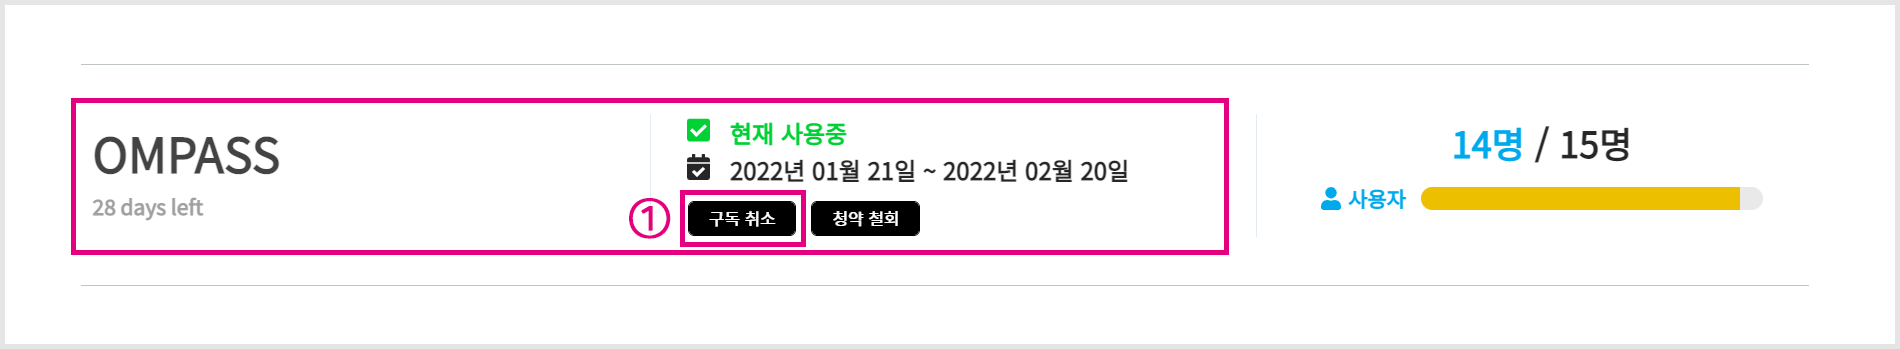 OMPASS
28 days left
현재 사용중
2022년 01월 21일 ~ 2022년 02월 20일
① 구독 취소 청약 철회
14명 / 15명
사용자